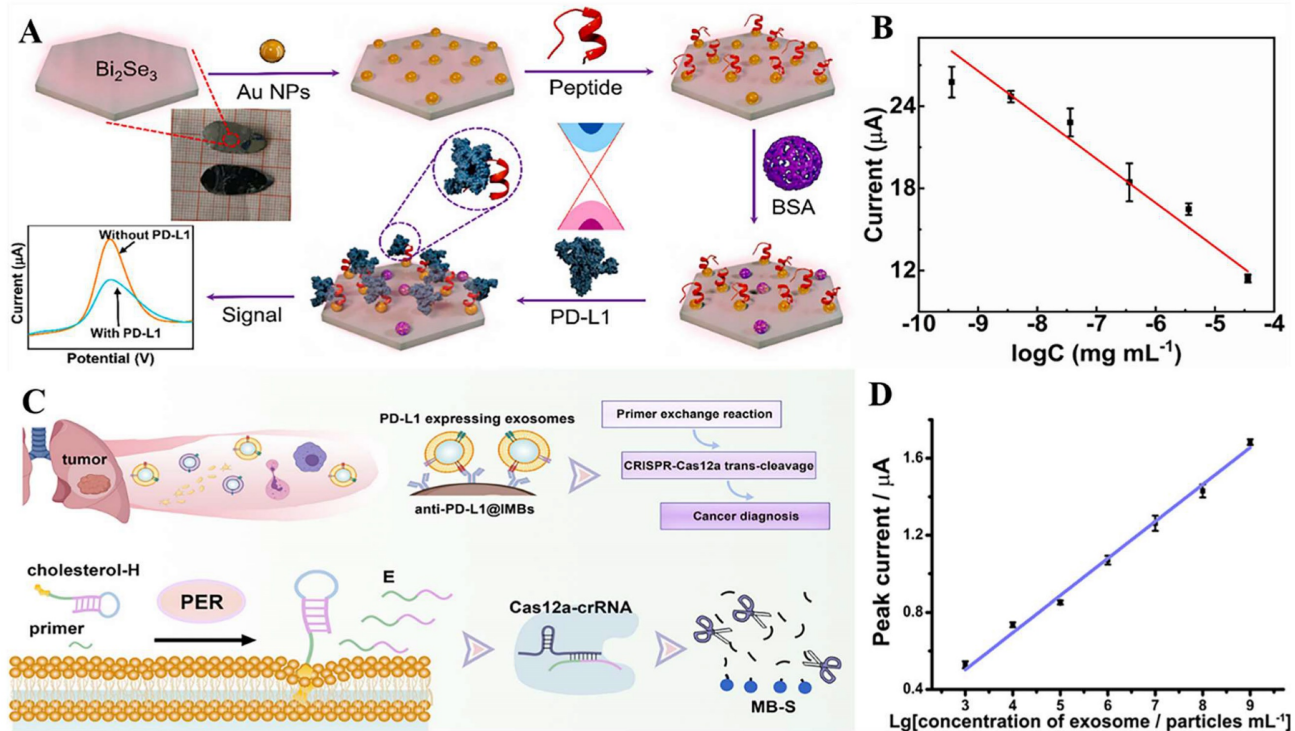 A
Bi₂Se₃
Au NPs
Peptide
BSA
PD-L1
Signal
Without PD-L1
With PD-L1
Current (μA)
Potential (V)
B
Current (μA)
24
18
12
-10
-9
-8
-7
-6
-5
-4
logC (mg mL⁻¹)
C
tumor
PD-L1 expressing exosomes
anti-PD-L1@IMBs
Primer exchange reaction
CRISPR-Cas12a trans-cleavage
Cancer diagnosis
cholesterol-H
primer
PER
E
Cas12a-crRNA
MB-S
D
Peak current / μA
1.6
1.2
0.8
0.4
3
4
5
6
7
8
9
Lg[concentration of exosome / particles mL⁻¹]